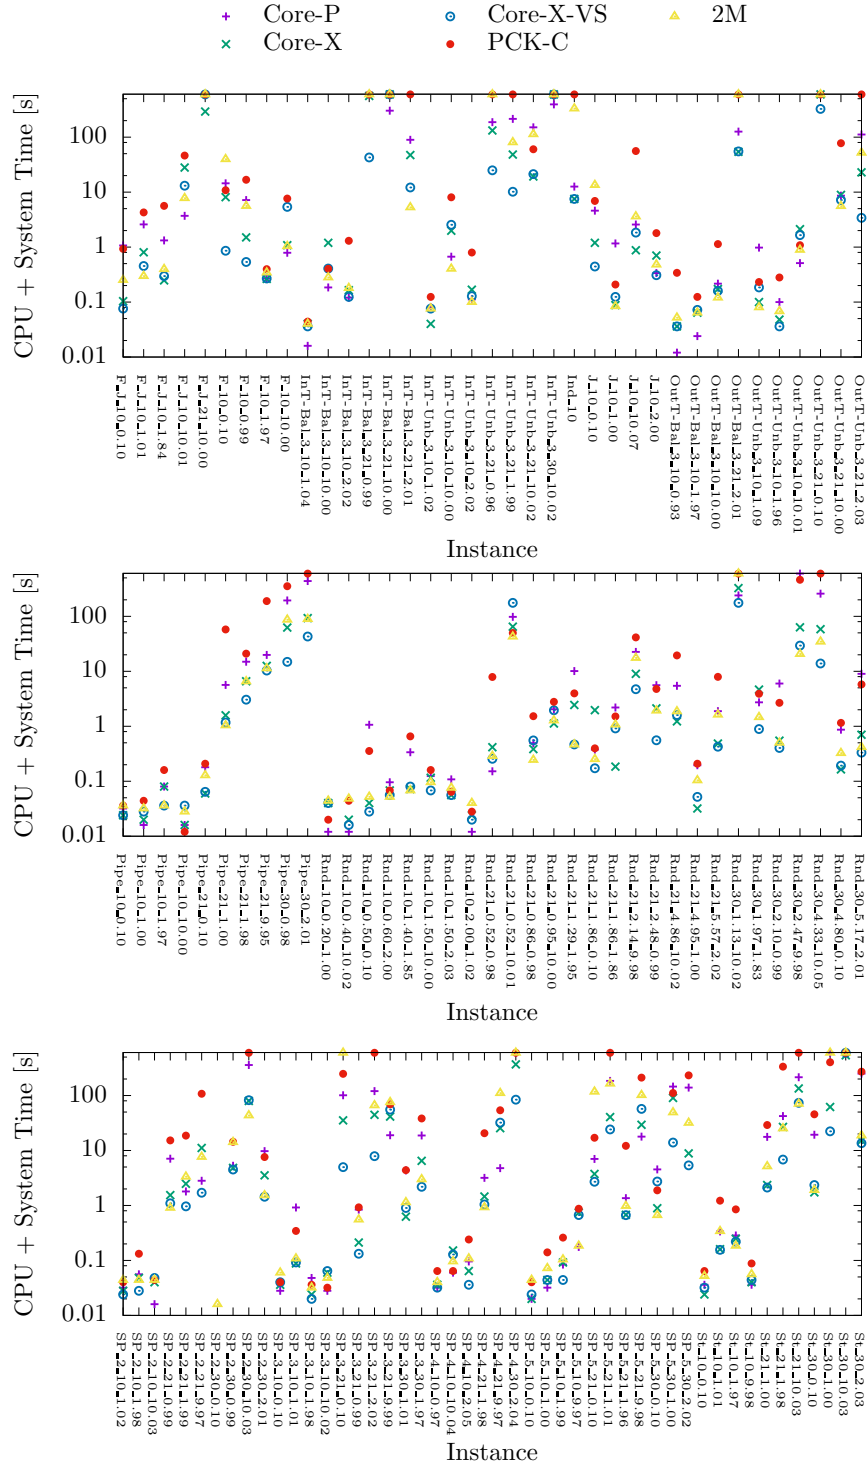 Core-P Core-X-VS 2M
Core-X PCK-C
CPU + System Time [s]
100
10
1
0.1
0.01
F_J_10_0.10
F_J_10_1.01
F_J_10_1.84
F_J_10_10.01
F_J_21_10.00
F_10_0.10
F_10_0.99
F_10_1.97
F_10_10.00
InT-Bal_3_10_1.04
InT-Bal_3_10_10.00
InT-Bal_3_10_2.02
InT-Bal_3_21_0.99
InT-Bal_3_21_10.00
InT-Bal_3_21_2.01
InT-Unb_3_10_1.02
InT-Unb_3_10_10.00
InT-Unb_3_10_2.02
InT-Unb_3_21_0.96
InT-Unb_3_21_1.99
InT-Unb_3_21_10.02
InT-Unb_3_30_10.02
Ind_10
J_10_0.10
J_10_1.00
J_10_10.07
J_10_2.00
OutT-Bal_3_10_0.93
OutT-Bal_3_10_1.97
OutT-Bal_3_10_10.00
OutT-Bal_3_21_2.01
OutT-Unb_3_10_1.09
OutT-Unb_3_10_1.96
OutT-Unb_3_10_10.01
OutT-Unb_3_21_0.10
OutT-Unb_3_21_10.00
OutT-Unb_3_21_2.03
Instance
CPU + System Time [s]
100
10
1
0.1
0.01
Pipe_10_0.10
Pipe_10_1.00
Pipe_10_1.97
Pipe_10_10.00
Pipe_21_0.10
Pipe_21_1.00
Pipe_21_1.98
Pipe_21_9.95
Pipe_30_0.98
Pipe_30_2.01
Rnd_10_0.20_1.00
Rnd_10_0.40_10.02
Rnd_10_0.50_0.10
Rnd_10_0.60_2.00
Rnd_10_1.40_1.85
Rnd_10_1.50_10.00
Rnd_10_1.50_2.03
Rnd_10_2.00_1.02
Rnd_21_0.52_0.98
Rnd_21_0.52_10.01
Rnd_21_0.86_0.98
Rnd_21_0.95_10.00
Rnd_21_1.29_1.95
Rnd_21_1.86_0.10
Rnd_21_1.86_1.86
Rnd_21_2.14_9.98
Rnd_21_2.48_0.99
Rnd_21_4.86_10.02
Rnd_21_4.95_1.00
Rnd_21_5.57_2.02
Rnd_30_1.13_10.02
Rnd_30_1.97_1.83
Rnd_30_2.10_0.99
Rnd_30_2.47_9.98
Rnd_30_4.33_10.05
Rnd_30_4.80_0.10
Rnd_30_5.17_2.01
Instance
CPU + System Time [s]
100
10
1
0.1
0.01
SP_2_10_1.02
SP_2_10_1.98
SP_2_10_10.03
SP_2_21_0.99
SP_2_21_1.99
SP_2_21_9.97
SP_2_30_0.10
SP_2_30_0.99
SP_2_30_10.03
SP_2_30_2.01
SP_3_10_0.10
SP_3_10_1.01
SP_3_10_1.98
SP_3_10_10.02
SP_3_21_0.10
SP_3_21_0.99
SP_3_21_2.02
SP_3_21_9.99
SP_3_30_1.01
SP_3_30_1.97
SP_4_10_0.97
SP_4_10_10.04
SP_4_10_2.05
SP_4_21_1.98
SP_4_21_9.97
SP_4_30_2.04
SP_5_10_0.10
SP_5_10_1.00
SP_5_10_1.99
SP_5_10_9.97
SP_5_21_0.10
SP_5_21_1.01
SP_5_21_1.96
SP_5_21_9.98
SP_5_30_0.10
SP_5_30_1.00
SP_5_30_2.02
St_10_0.10
St_10_1.01
St_10_1.97
St_10_9.98
St_21_1.00
St_21_1.98
St_21_10.03
St_30_0.10
St_30_1.00
St_30_10.03
St_30_2.03
Instance